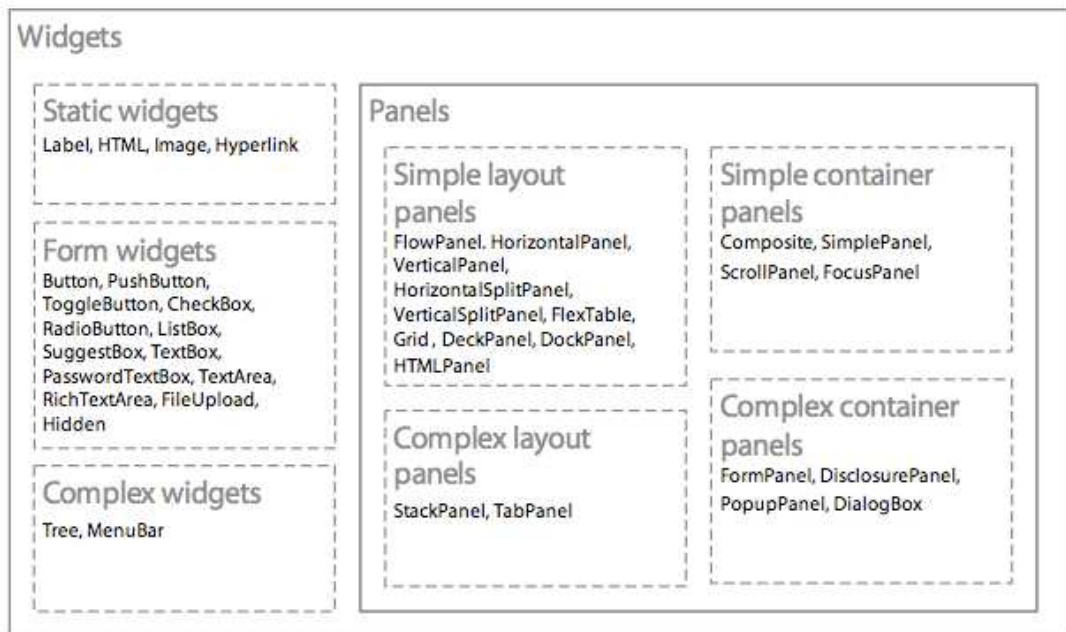 Widgets
Static widgets
Label, HTML, Image, Hyperlink
Form widgets
Button, PushButton,
ToggleButton, CheckBox,
RadioButton, ListBox,
SuggestBox, TextBox,
PasswordTextBox, TextArea,
RichTextArea, FileUpload,
Hidden
Complex widgets
Tree, MenuBar
Panels
Simple layout
panels
FlowPanel. HorizontalPanel,
VerticalPanel,
HorizontalSplitPanel,
VerticalSplitPanel, FlexTable,
Grid , DeckPanel, DockPanel,
HTMLPanel
Complex layout
panels
StackPanel, TabPanel
Simple container
panels
Composite, SimplePanel,
ScrollPanel, FocusPanel
Complex container
panels
FormPanel, DisclosurePanel,
PopupPanel, DialogBox